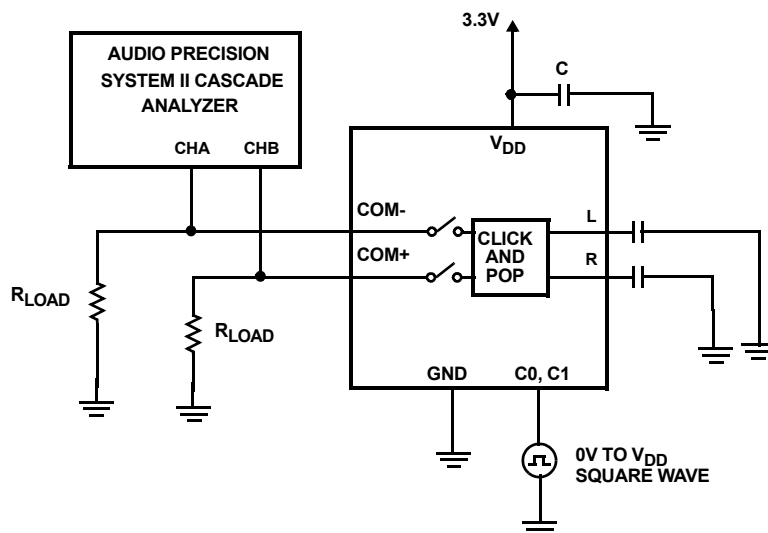 3.3V
AUDIO PRECISION
SYSTEM II CASCADE
ANALYZER
C
CHA
CHB
VDD
COM-
L
CLICK
AND
POP
COM+
R
RLOAD
RLOAD
GND
C0, C1
0V TO VDD
SQUARE WAVE